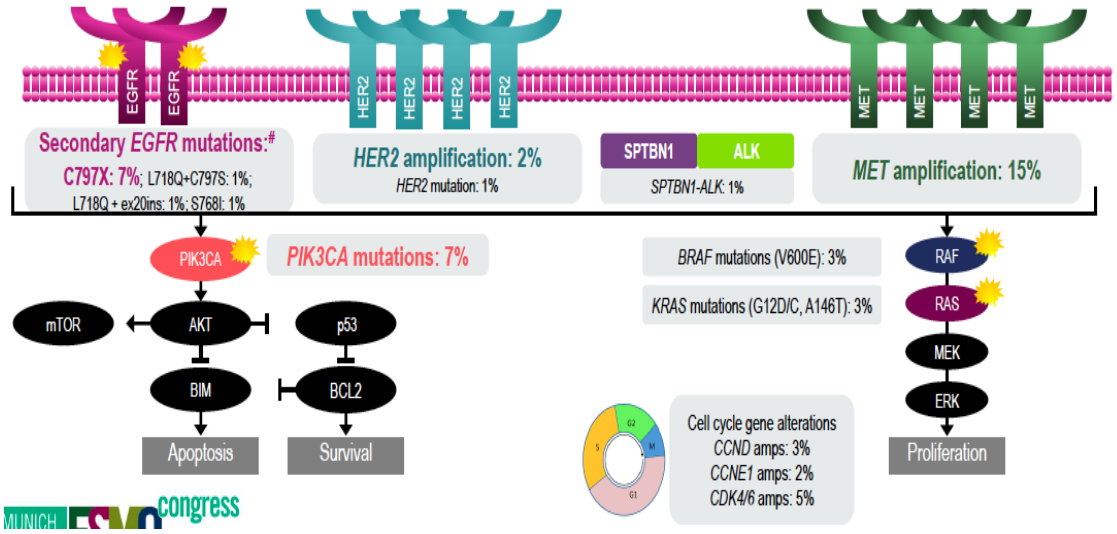 EGFR
EGFR
HER2
HER2
HER2
HER2
MET
MET
MET
MET
Secondary EGFR mutations:#
C797X: 7%; L718Q+C797S: 1%;
L718Q + ex20ins: 1%; S768I: 1%
HER2 amplification: 2%
HER2 mutation: 1%
SPTBN1
ALK
SPTBN1-ALK: 1%
MET amplification: 15%
PIK3CA
PIK3CA mutations: 7%
BRAF mutations (V600E): 3%
RAF
KRAS mutations (G12D/C, A146T): 3%
RAS
mTOR
AKT
p53
MEK
BIM
BCL2
ERK
Apoptosis
Survival
Proliferation
G2
S
M
G1
Cell cycle gene alterations
CCND amps: 3%
CCNE1 amps: 2%
CDK4/6 amps: 5%
MUNICH
ESMO
congress